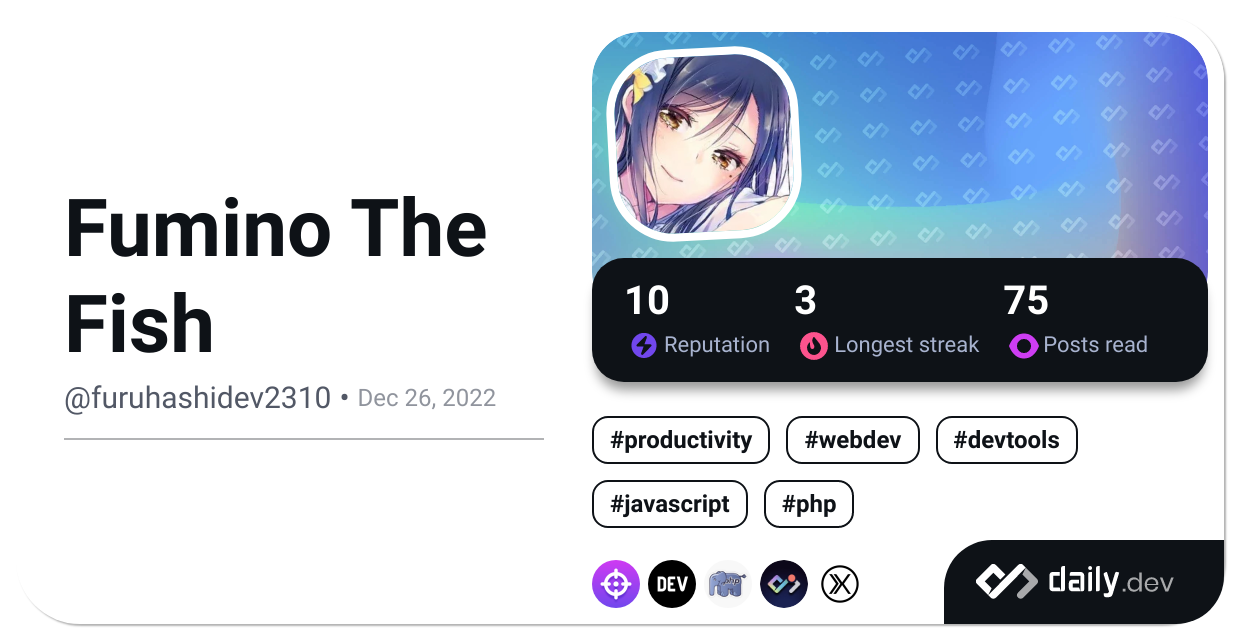 Fumino The
Fish
@furuhashidev2310 • Dec 26, 2022
10 3 75
Reputation Longest streak Posts read
#productivity #webdev #devtools
#javascript #php
DEV php
daily.dev